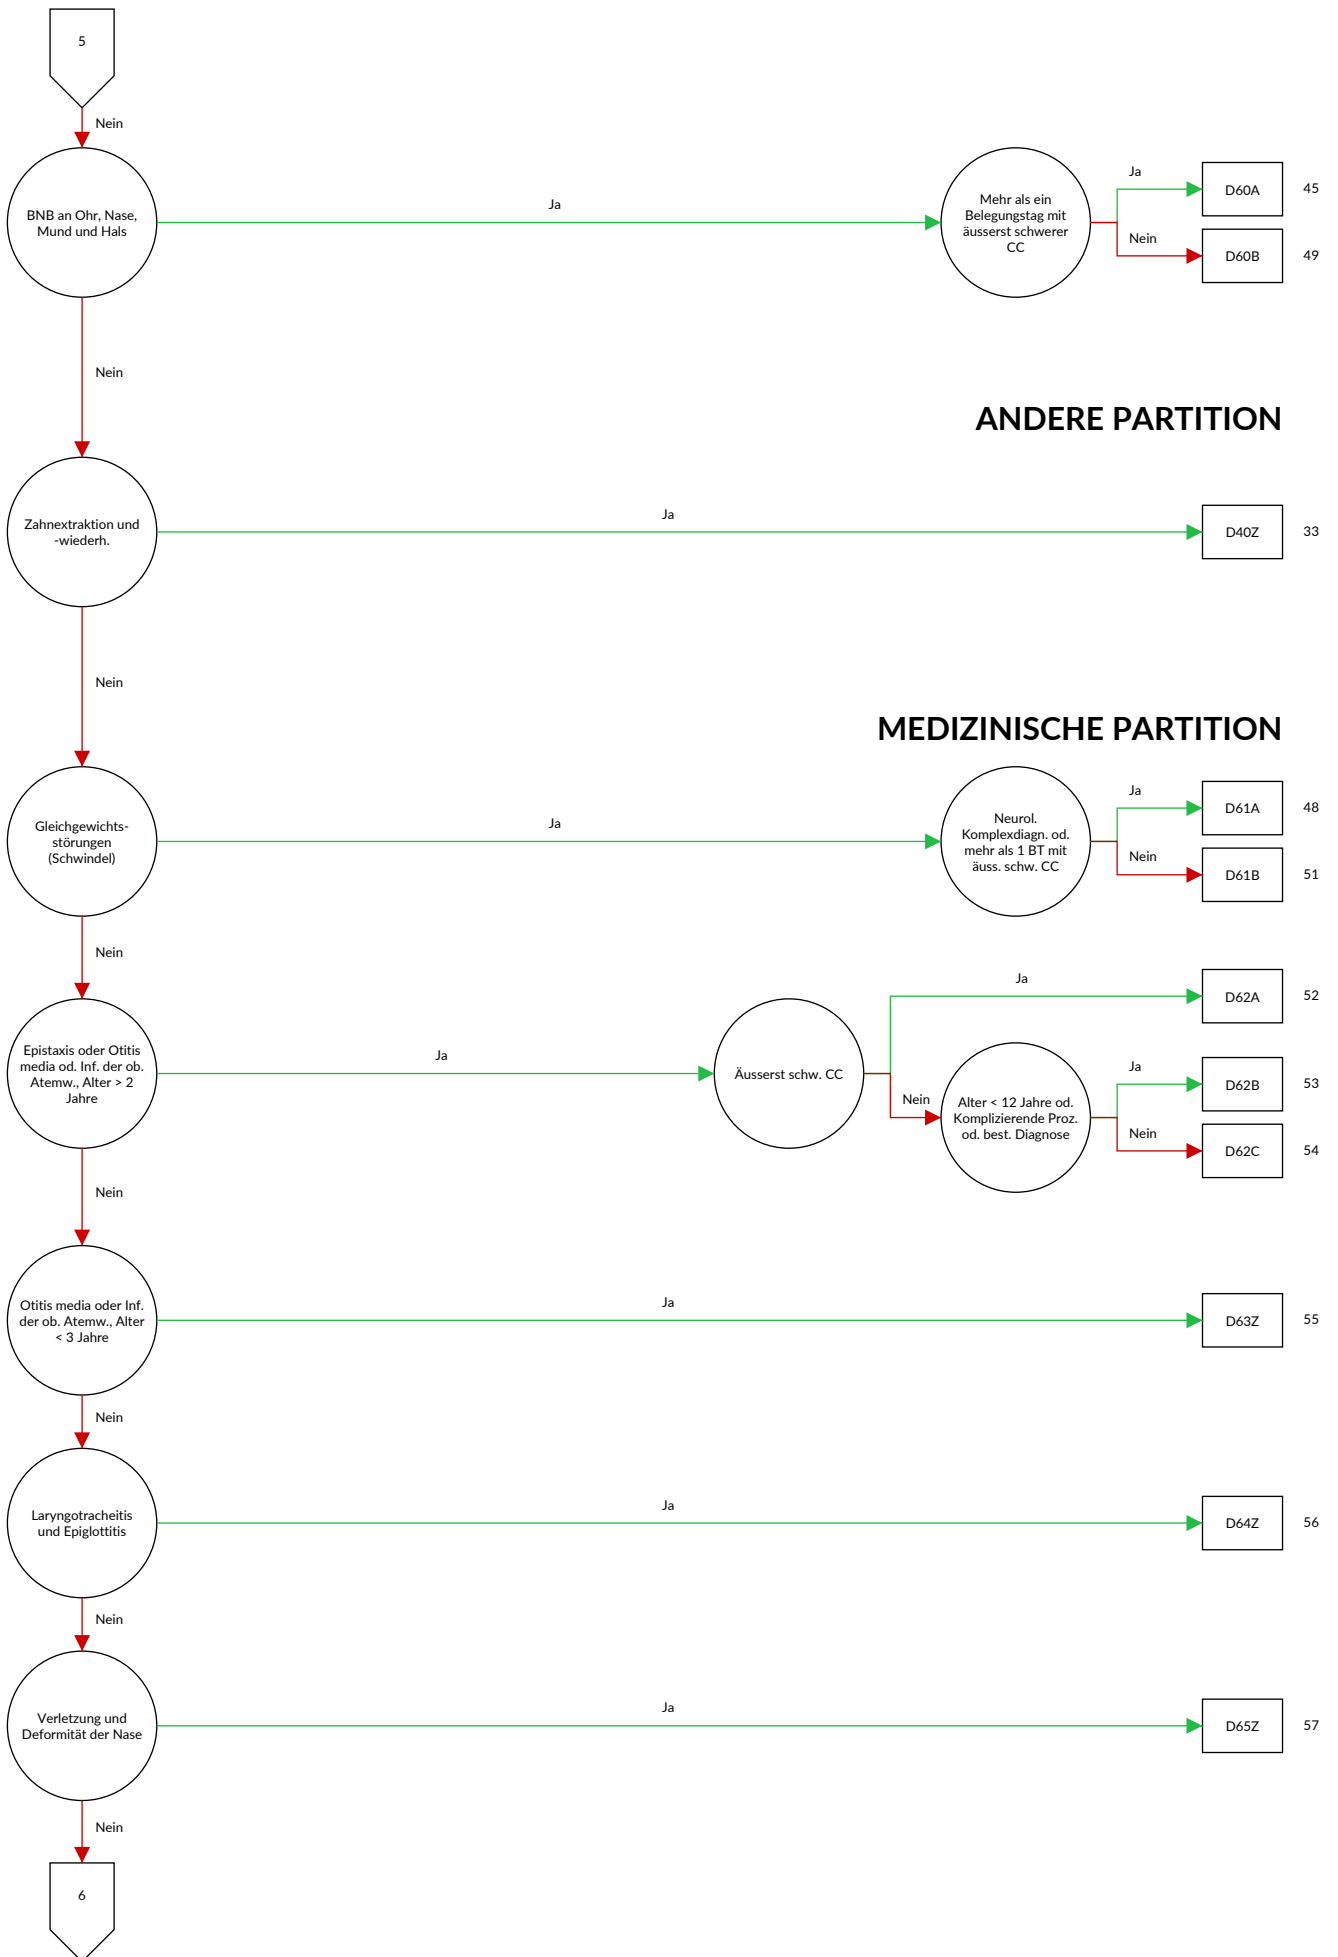 5
Nein
BNB an Ohr, Nase,
Mund und Hals
Ja
Mehr als ein
Belegungstag mit
äusserst schwerer
CC
Ja
D60A
45
Nein
D60B
49
Nein
ANDERE PARTITION
Zahnextraktion und
-wiederh.
Ja
D40Z
33
Nein
MEDIZINISCHE PARTITION
Gleichgewichts-
störungen
(Schwindel)
Ja
Neurol.
Komplexdiagn. od.
mehr als 1 BT mit
äuss. schw. CC
Ja
D61A
48
Nein
D61B
51
Nein
Epistaxis oder Otitis
media od. Inf. der ob.
Atemw., Alter > 2
Jahre
Ja
Äusserst schw. CC
Ja
D62A
52
Nein
Alter < 12 Jahre od.
Komplizierende Proz.
od. best. Diagnose
Ja
D62B
53
Nein
D62C
54
Nein
Otitis media oder Inf.
der ob. Atemw., Alter
< 3 Jahre
Ja
D63Z
55
Nein
Laryngotracheitis
und Epiglottitis
Ja
D64Z
56
Nein
Verletzung und
Deformität der Nase
Ja
D65Z
57
Nein
6